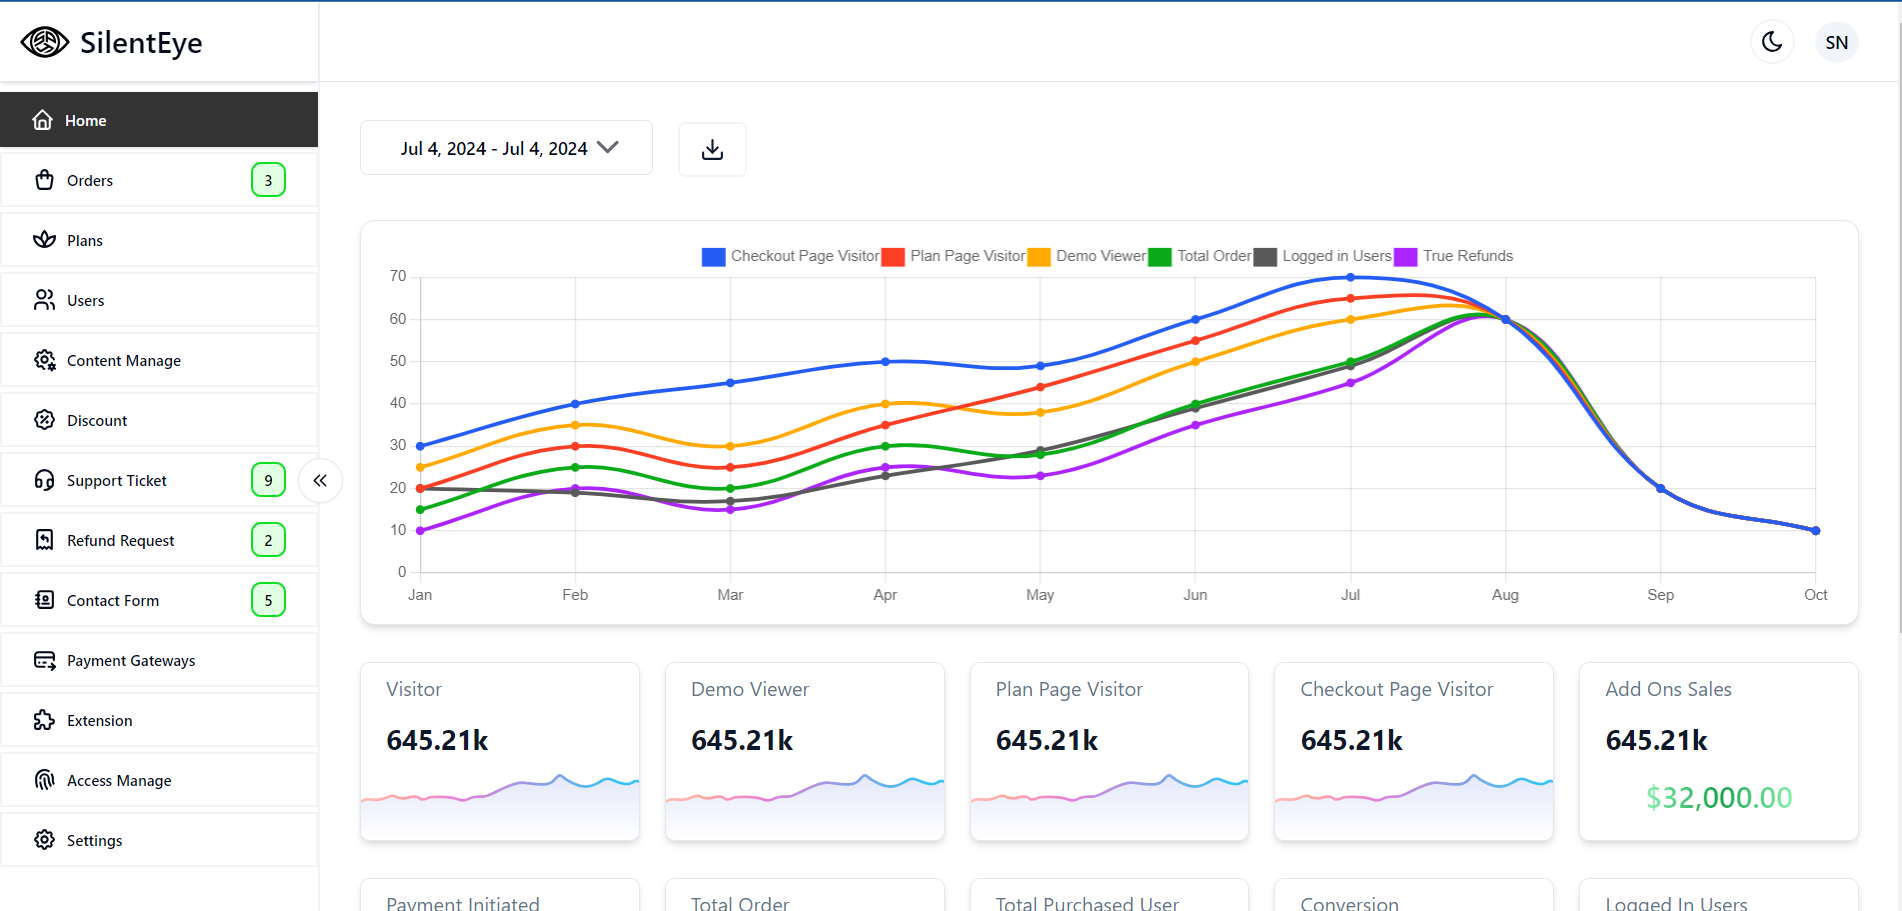 SilentEye
SN
Home
Orders 3
Plans
Users
Content Manage
Discount
Support Ticket 9
Refund Request 2
Contact Form 5
Payment Gateways
Extension
Access Manage
Settings
Jul 4, 2024 - Jul 4, 2024
Checkout Page Visitor Plan Page Visitor Demo Viewer Total Order Logged in Users True Refunds
70
60
50
40
30
20
10
0
Jan Feb Mar Apr May Jun Jul Aug Sep Oct
Visitor
645.21k
Demo Viewer
645.21k
Plan Page Visitor
645.21k
Checkout Page Visitor
645.21k
Add Ons Sales
645.21k
$32,000.00
Payment Initiated
Total Order
Total Purchased User
Conversion
Logged In Users